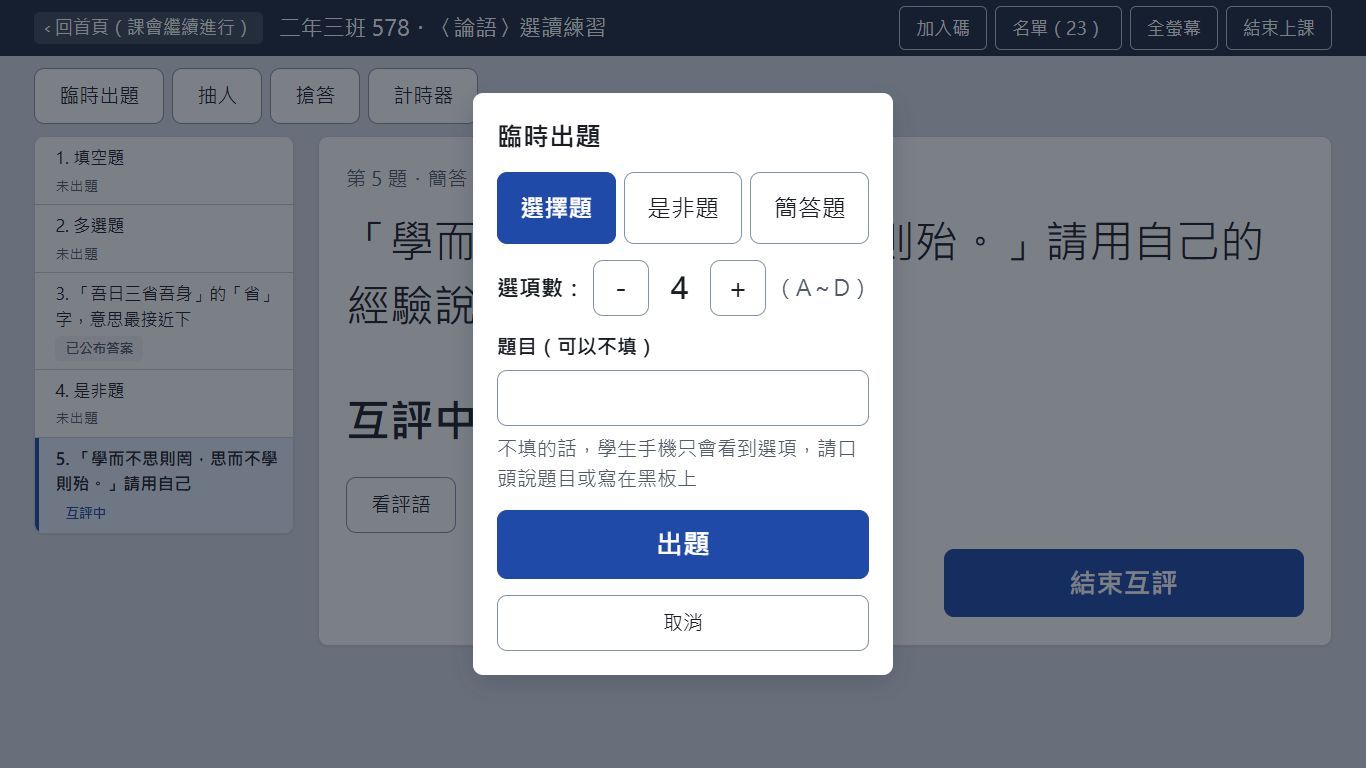 ‹ 回首頁（課會繼續進行）
二年三班 578．〈論語〉選讀練習
加入碼
名單（23）
全螢幕
結束上課
臨時出題
抽人
搶答
計時器
1. 填空題
未出題
2. 多選題
未出題
3. 「吾日三省吾身」的「省」
字，意思最接近下
已公布答案
4. 是非題
未出題
5. 「學而不思則罔，思而不學
則殆。」請用自己
互評中
第 5 題．簡答
「學而
則殆。」請用自己的
經驗說
互評中
看評語
結束互評
臨時出題
選擇題
是非題
簡答題
選項數：
-
4
+
（A~D）
題目（可以不填）
不填的話，學生手機只會看到選項，請口
頭說題目或寫在黑板上
出題
取消